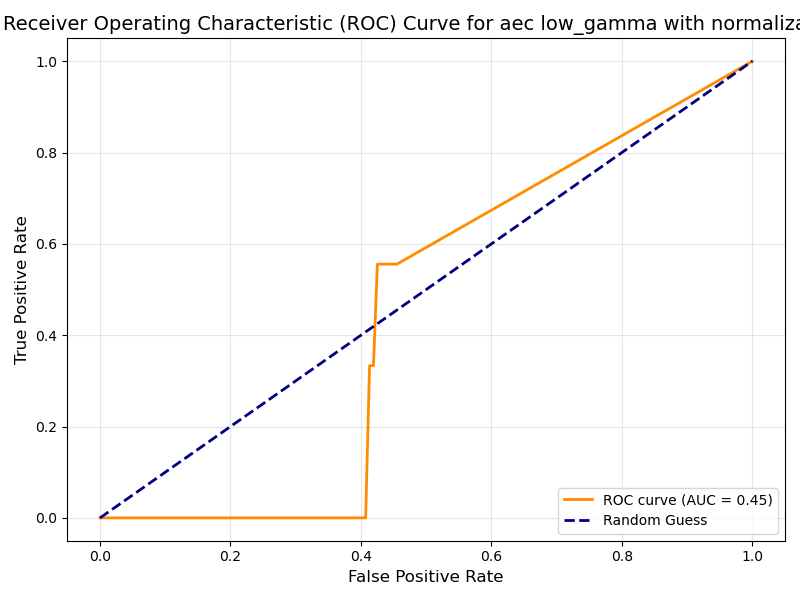 Receiver Operating Characteristic (ROC) Curve for aec low_gamma with normaliza
1.0
0.8
0.6
0.4
0.2
0.0
True Positive Rate
0.0 0.2 0.4 0.6 0.8 1.0
False Positive Rate
ROC curve (AUC = 0.45)
Random Guess